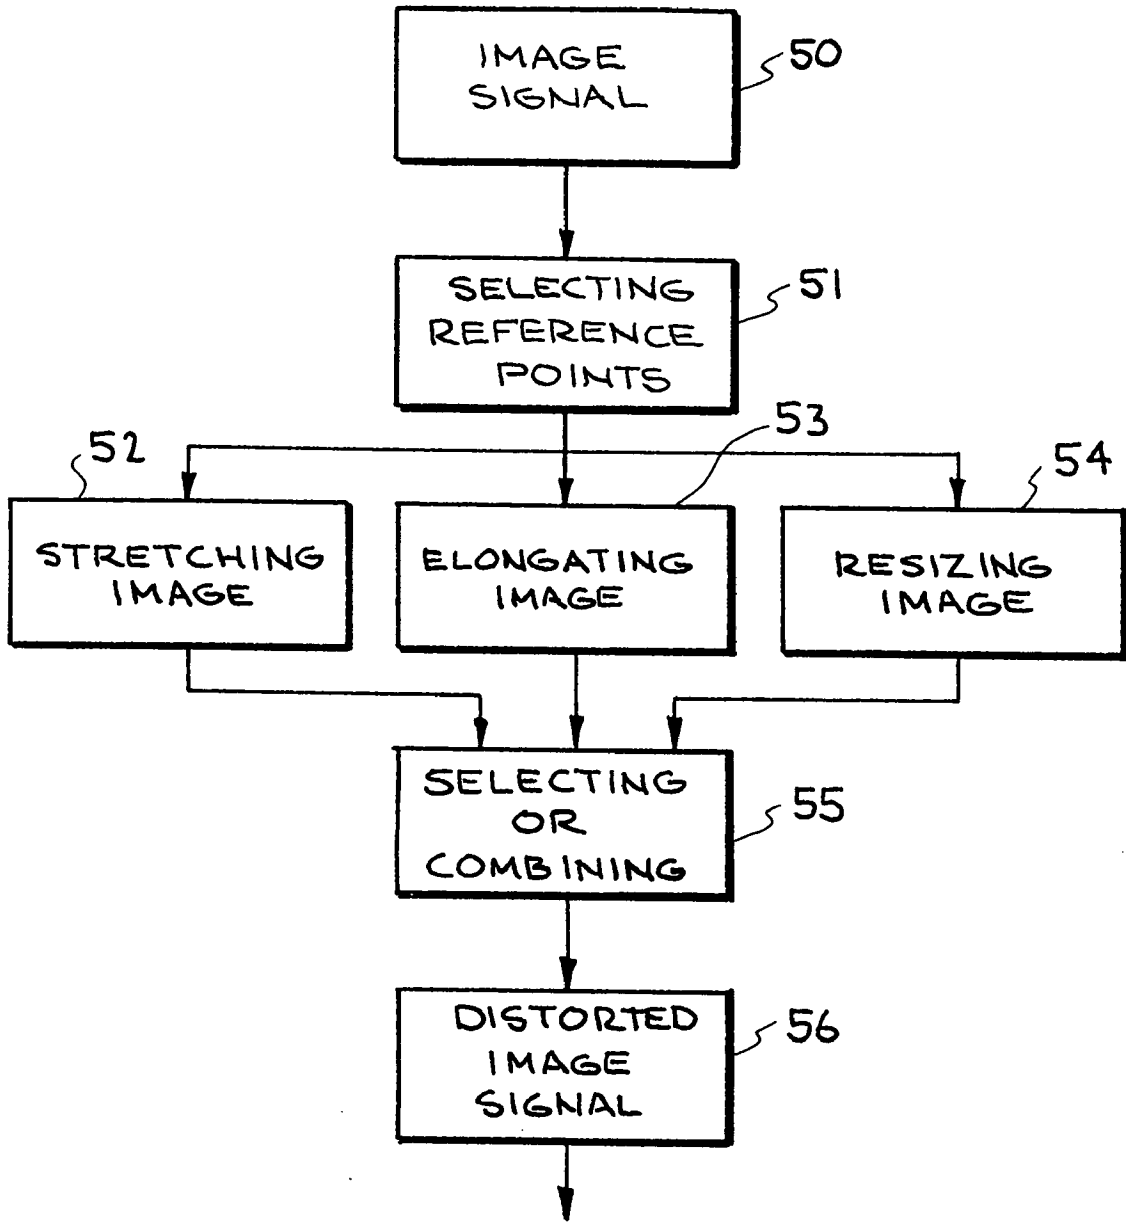 IMAGE
SIGNAL
50
SELECTING
REFERENCE
POINTS
51
52
53
54
STRETCHING
IMAGE
ELONGATING
IMAGE
RESIZING
IMAGE
SELECTING
OR
COMBINING
55
DISTORTED
IMAGE
SIGNAL
56